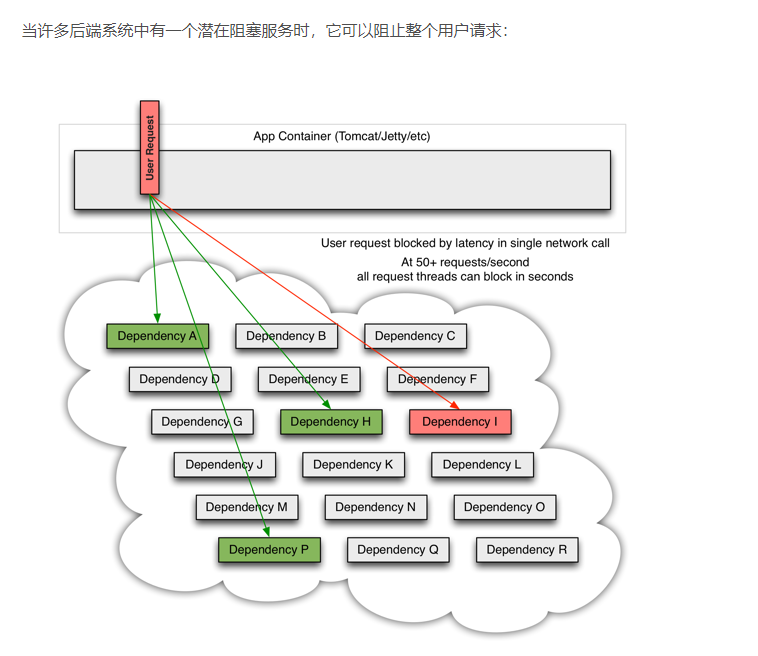 当许多后端系统中有一个潜在阻塞服务时，它可以阻止整个用户请求：
User Request
App Container (Tomcat/Jetty/etc)
User request blocked by latency in single network call
At 50+ requests/second
all request threads can block in seconds
Dependency A
Dependency B
Dependency C
Dependency D
Dependency E
Dependency F
Dependency G
Dependency H
Dependency I
Dependency J
Dependency K
Dependency L
Dependency M
Dependency N
Dependency O
Dependency P
Dependency Q
Dependency R